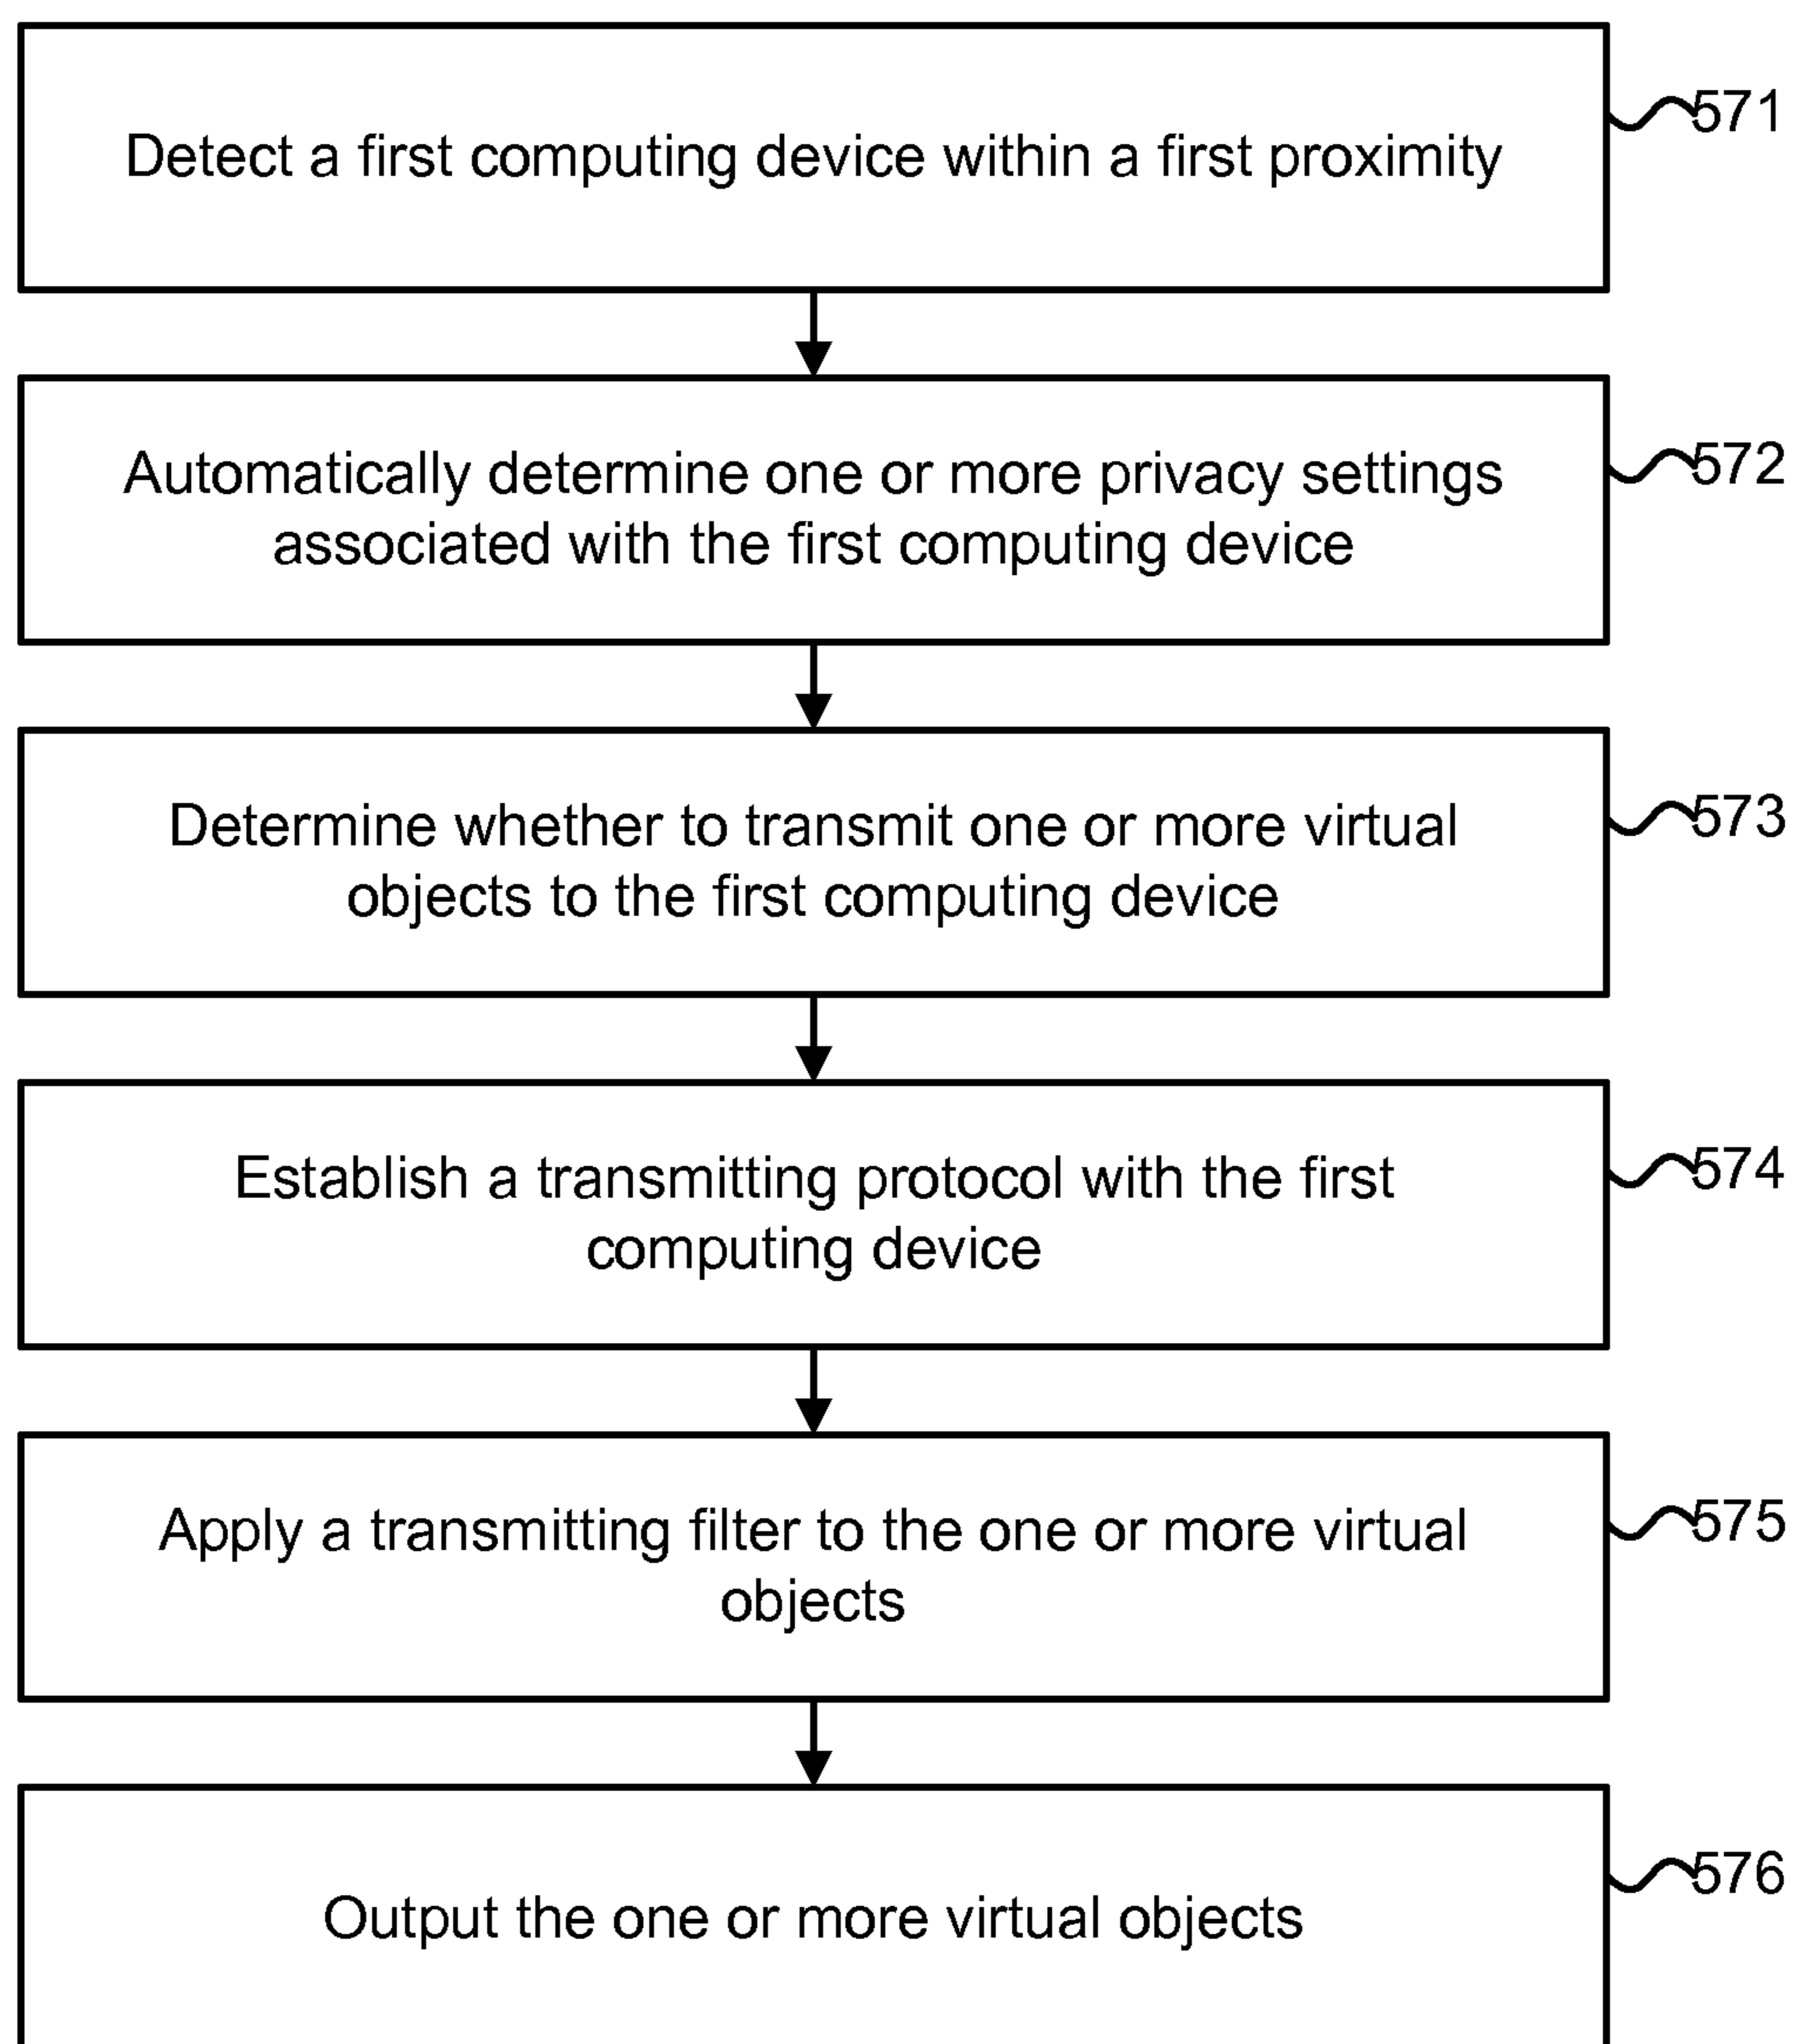 Detect a first computing device within a first proximity
571
Automatically determine one or more privacy settings
associated with the first computing device
572
Determine whether to transmit one or more virtual
objects to the first computing device
573
Establish a transmitting protocol with the first
computing device
574
Apply a transmitting filter to the one or more virtual
objects
575
Output the one or more virtual objects
576